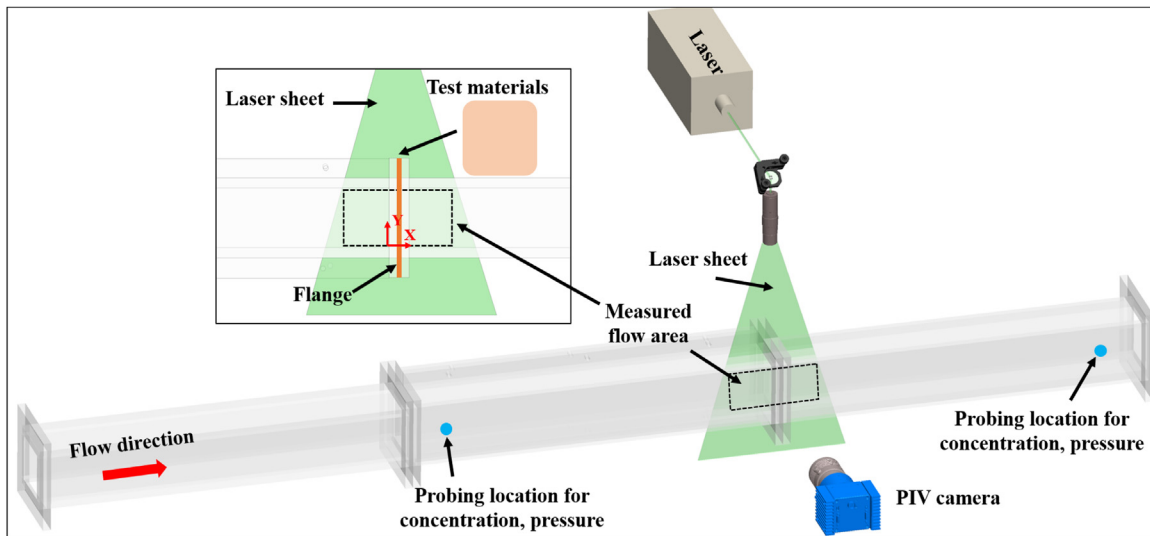 Laser
Test materials
Laser sheet
Y
X
Flange
Laser sheet
Measured
flow area
Flow direction
Probing location for
concentration, pressure
Probing location for
concentration, pressure
PIV camera